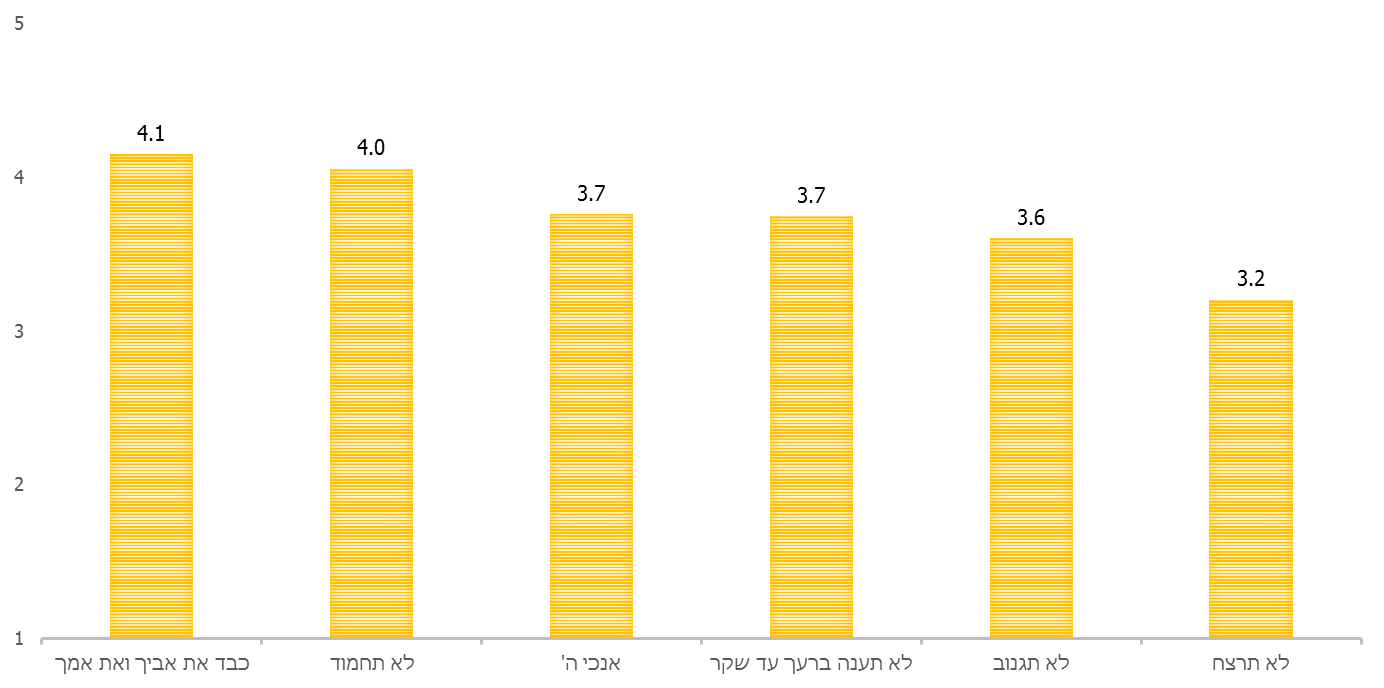 5
4
3
2
1
4.1
4.0
3.7
3.7
3.6
3.2
כבד את אביך ואת אמך
לא תחמוד
אנכי ה'
לא תענה ברעך עד שקר
לא תגנוב
לא תרצח